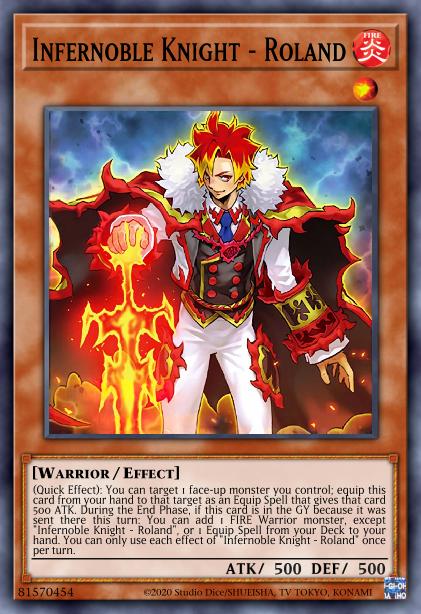 INFERNOBLE KNIGHT - ROLAND
FIRE
炎
[WARRIOR / EFFECT]
(Quick Effect): You can target 1 face-up monster you control; equip this
card from your hand to that target as an Equip Spell that gives that card
500 ATK. During the End Phase, if this card is in the GY because it was
sent there this turn: You can add 1 FIRE Warrior monster, except
"Infernoble Knight - Roland", or 1 Equip Spell from your Deck to your
hand. You can only use each effect of "Infernoble Knight - Roland" once
per turn.
ATK/ 500 DEF/ 500
81570454
©2020 Studio Dice/SHUEISHA, TV TOKYO, KONAMI